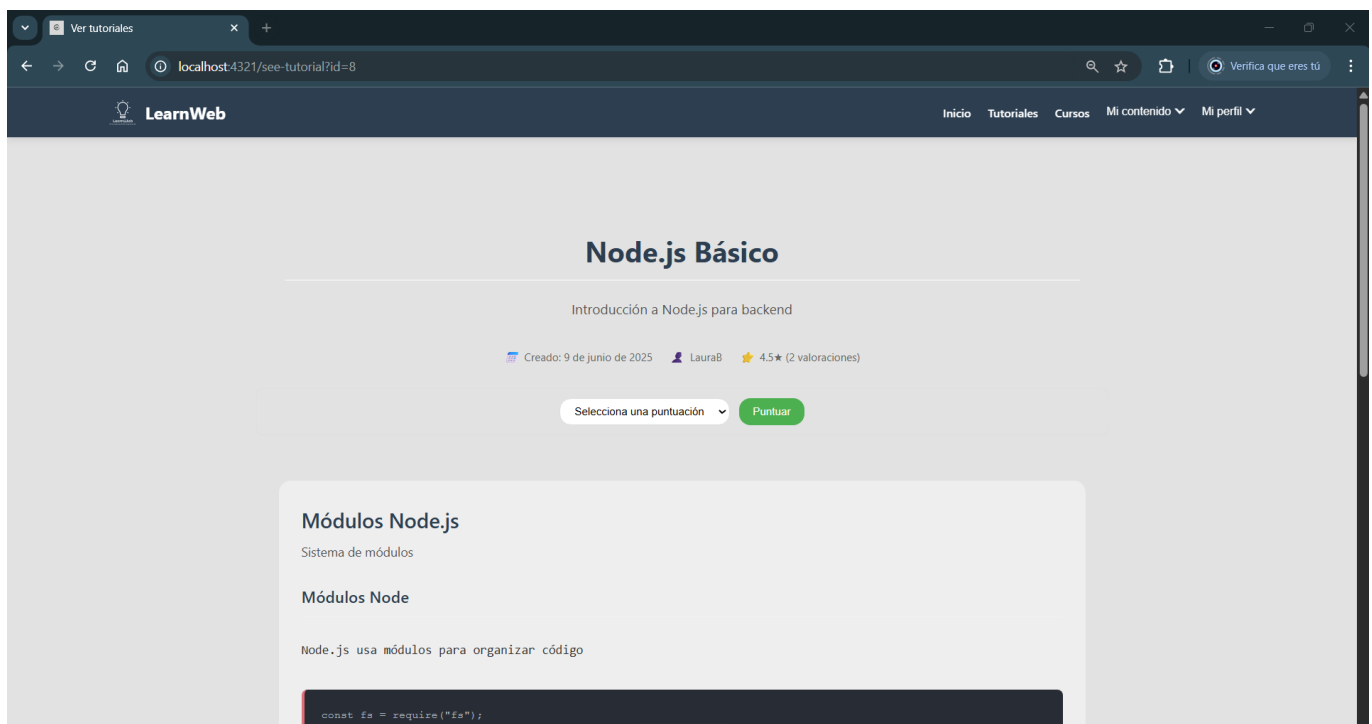 Ver tutoriales
localhost:4321/see-tutorial?id=8
Verifica que eres tú
LearnWeb
Inicio Tutoriales Cursos Mi contenido Mi perfil
Node.js Básico
Introducción a Node.js para backend
Creado: 9 de junio de 2025 LauraB 4.5★ (2 valoraciones)
Selecciona una puntuación Puntuar
Módulos Node.js
Sistema de módulos
Módulos Node
Node.js usa módulos para organizar código
const fs = require("fs");